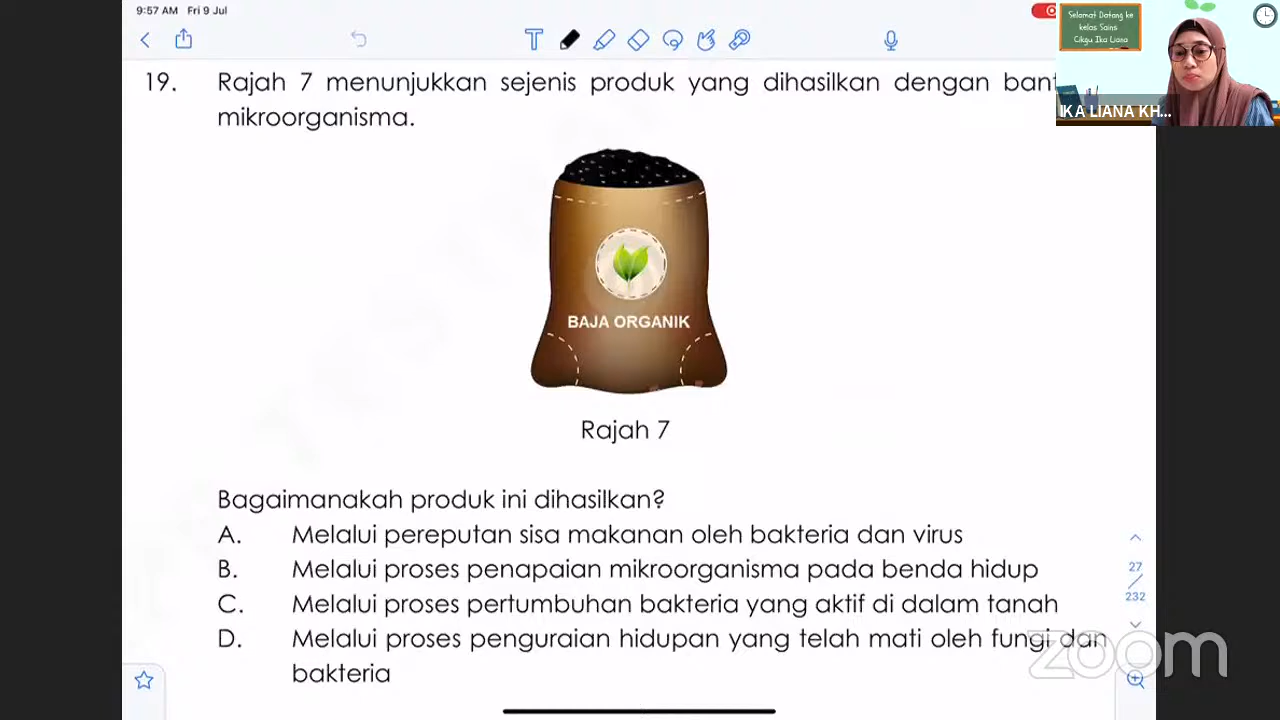 9:57 AM Fri 9 Jul
Selamat Datang ke
kelas Sains
Cikgu Ika Liana
IKA LIANA KH...
19. Rajah 7 menunjukkan sejenis produk yang dihasilkan dengan bant
mikroorganisma.
BAJA ORGANIK
Rajah 7
Bagaimanakah produk ini dihasilkan?
A. Melalui pereputan sisa makanan oleh bakteria dan virus
B. Melalui proses penapaian mikroorganisma pada benda hidup
C. Melalui proses pertumbuhan bakteria yang aktif di dalam tanah
D. Melalui proses penguraian hidupan yang telah mati oleh fungi dan
bakteria
27
232
zoom